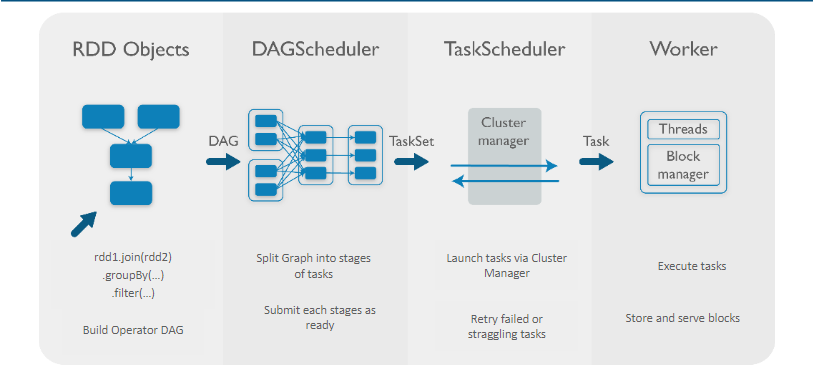 RDD Objects
DAGScheduler
TaskScheduler
Worker
DAG
TaskSet
Cluster
manager
Task
Threads
Block
manager
rdd1.join(rdd2)
.groupBy(...)
.filter(...)
Build Operator DAG
Split Graph into stages
of tasks
Submit each stages as
ready
Launch tasks via Cluster
Manager
Retry failed or
straggling tasks
Execute tasks
Store and serve blocks